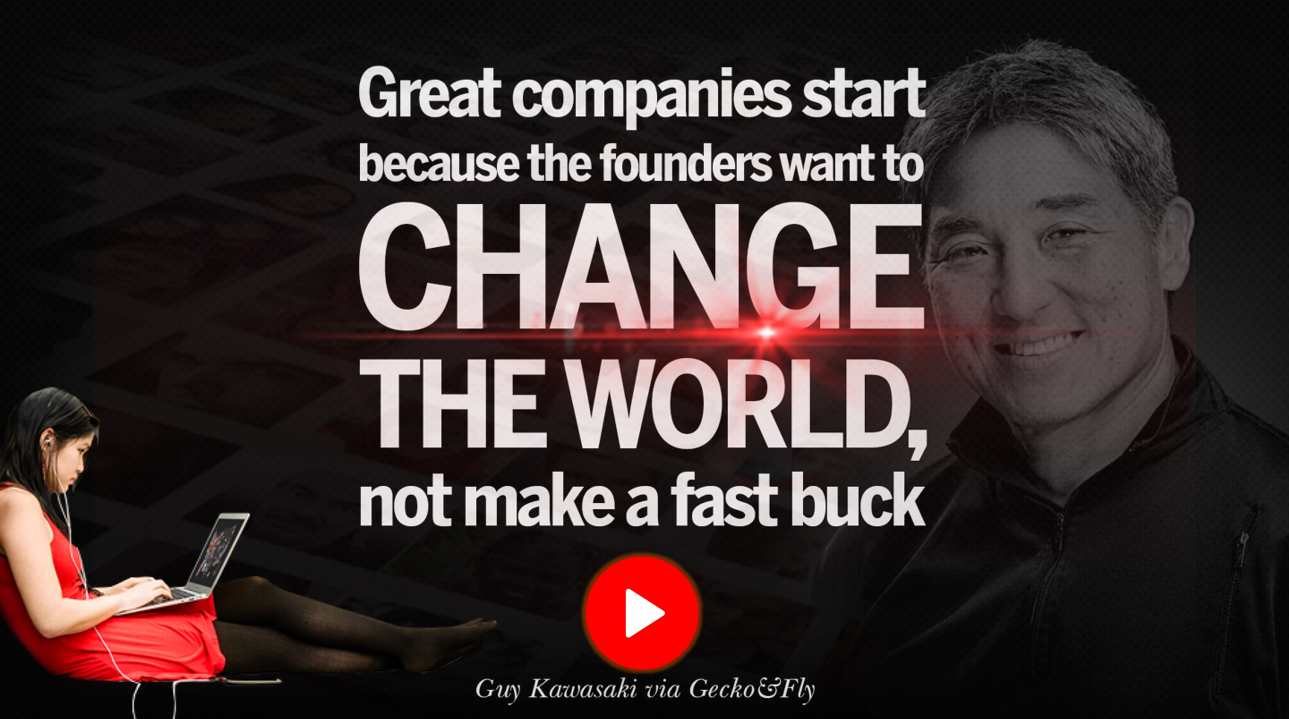 Great companies start
because the founders want to
CHANGE
THE WORLD,
not make a fast buck
Guy Kawasaki via Gecko&Fly